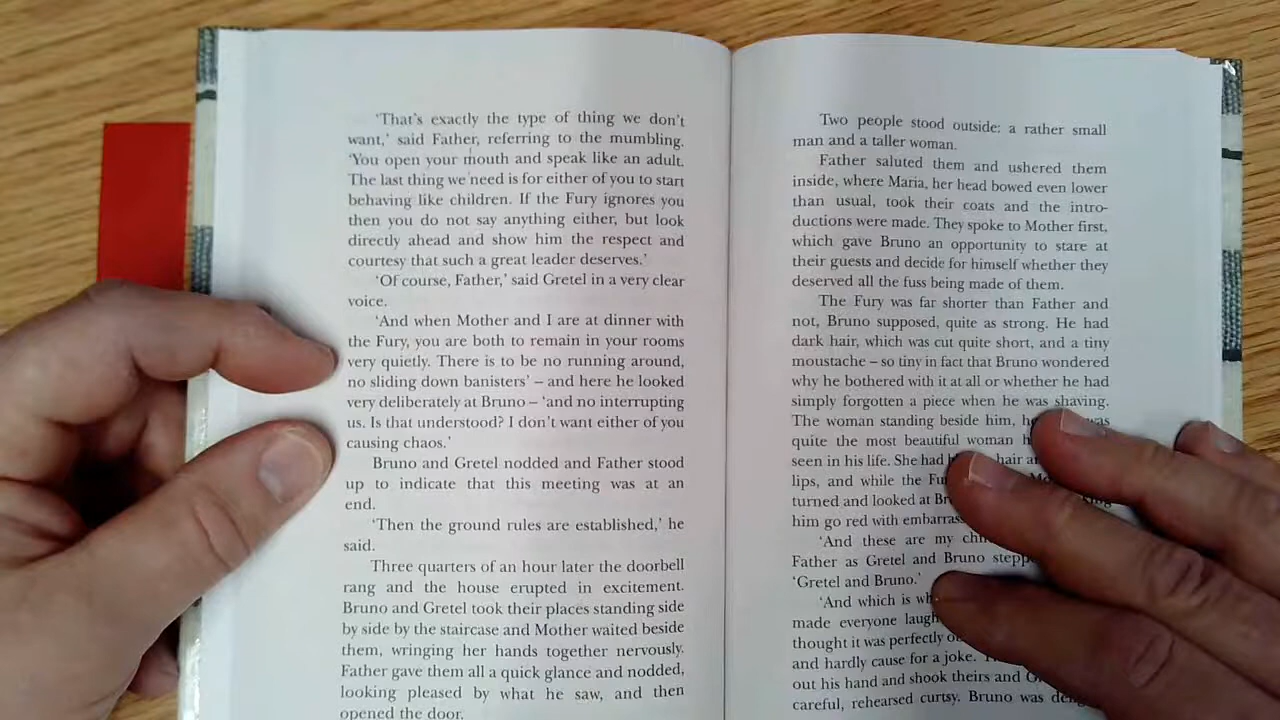 ‘That’s exactly the type of thing we don’t
want,’ said Father, referring to the mumbling.
‘You open your mouth and speak like an adult.
The last thing we need is for either of you to start
behaving like children. If the Fury ignores you
then you do not say anything either, but look
directly ahead and show him the respect and
courtesy that such a great leader deserves.’
‘Of course, Father,’ said Gretel in a very clear
voice.
‘And when Mother and I are at dinner with
the Fury, you are both to remain in your rooms
very quietly. There is to be no running around,
no sliding down banisters’ – and here he looked
very deliberately at Bruno – ‘and no interrupting
us. Is that understood? I don’t want either of you
causing chaos.’
Bruno and Gretel nodded and Father stood
up to indicate that this meeting was at an
end.
‘Then the ground rules are established,’ he
said.
Three quarters of an hour later the doorbell
rang and the house erupted in excitement.
Bruno and Gretel took their places standing side
by side by the staircase and Mother waited beside
them, wringing her hands together nervously.
Father gave them all a quick glance and nodded,
looking pleased by what he saw, and then
opened the door.
Two people stood outside: a rather small
man and a taller woman.
Father saluted them and ushered them
inside, where Maria, her head bowed even lower
than usual, took their coats and the intro-
ductions were made. They spoke to Mother first,
which gave Bruno an opportunity to stare at
their guests and decide for himself whether they
deserved all the fuss being made of them.
The Fury was far shorter than Father and
not, Bruno supposed, quite as strong. He had
dark hair, which was cut quite short, and a tiny
moustache – so tiny in fact that Bruno wondered
why he bothered with it at all or whether he had
simply forgotten a piece when he was shaving.
The woman standing beside him, was
quite the most beautiful woman
seen in his life. She had hair
lips, and while the
turned and looked at
him go red with
‘And these are my
Father as Gretel and Bruno
‘Gretel and Bruno.’
‘And which is
made everyone
thought it was perfectly
and hardly cause for a joke.
out his hand and shook theirs and
careful, rehearsed curtsy. Bruno was